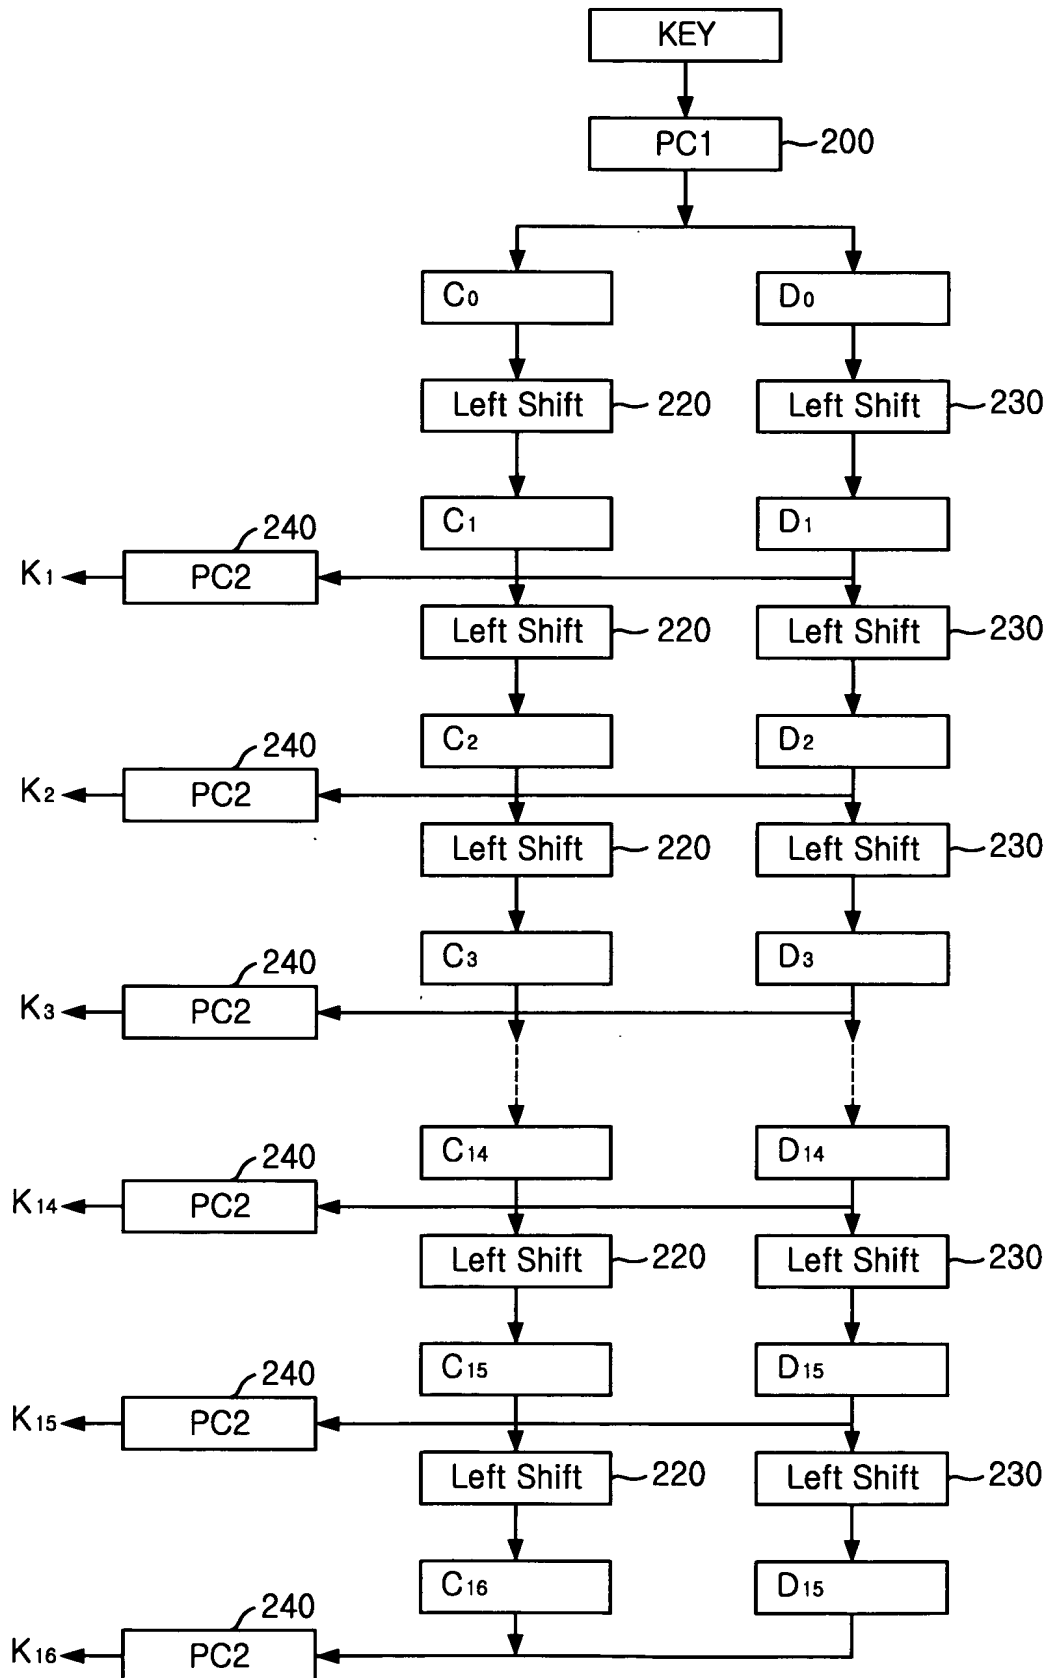 KEY
PC1 200
C0 D0
Left Shift 220 Left Shift 230
C1 D1
240
K1 PC2
Left Shift 220 Left Shift 230
C2 D2
240
K2 PC2
Left Shift 220 Left Shift 230
C3 D3
240
K3 PC2
C14 D14
240
K14 PC2
Left Shift 220 Left Shift 230
C15 D15
240
K15 PC2
Left Shift 220 Left Shift 230
C16 D15
240
K16 PC2